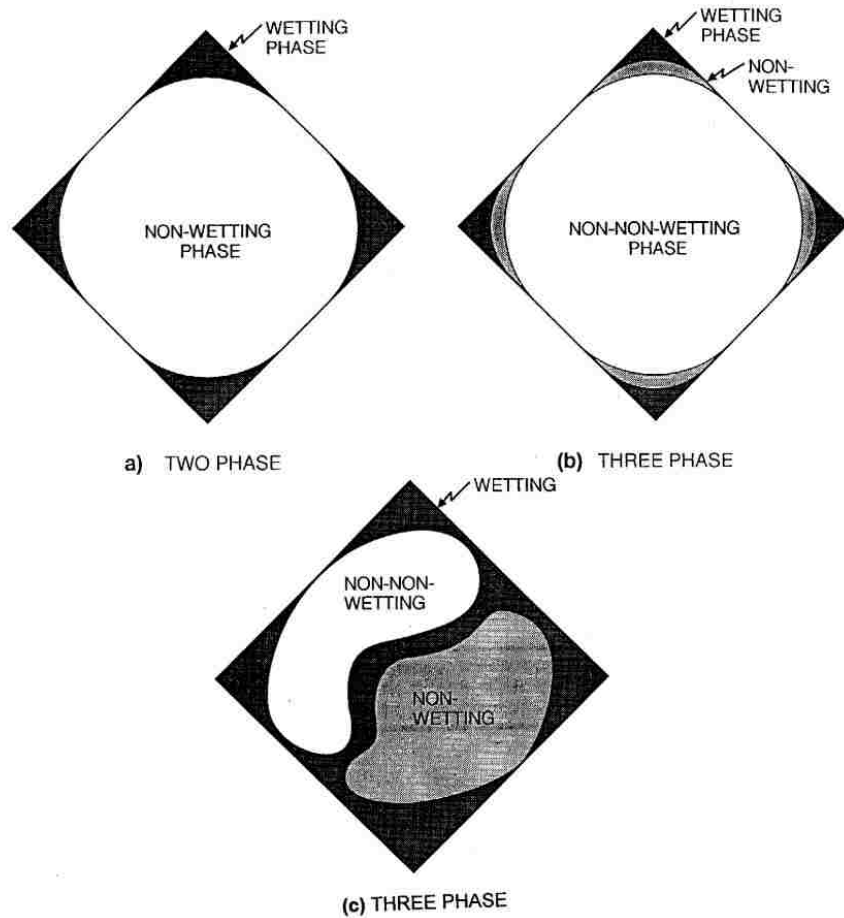 WETTING
PHASE
NON-WETTING
PHASE
a) TWO PHASE
WETTING
PHASE
NON-
WETTING
NON-NON-WETTING
PHASE
(b) THREE PHASE
WETTING
NON-NON-
WETTING
NON-
WETTING
(c) THREE PHASE